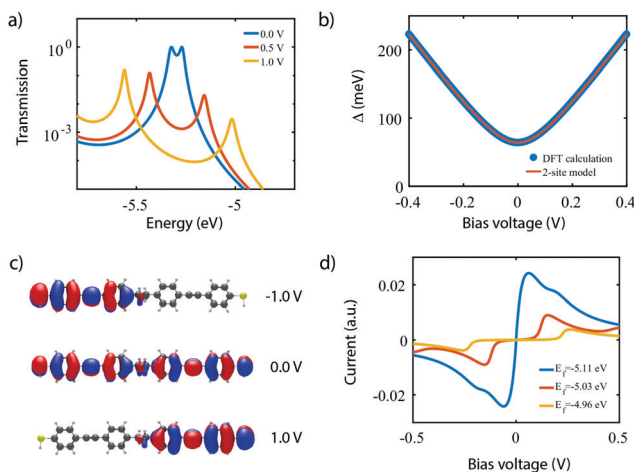 a)
Transmission
10⁰
10⁻³
-5.5
-5
Energy (eV)
0.0 V
0.5 V
1.0 V
b)
Δ (meV)
200
100
0
-0.4
-0.2
0
0.2
0.4
Bias voltage (V)
DFT calculation
2-site model
c)
-1.0 V
0.0 V
1.0 V
d)
Current (a.u.)
0.02
0
-0.02
-0.5
0
0.5
Bias voltage (V)
E_f=-5.11 eV
E_f=-5.03 eV
E_f=-4.96 eV